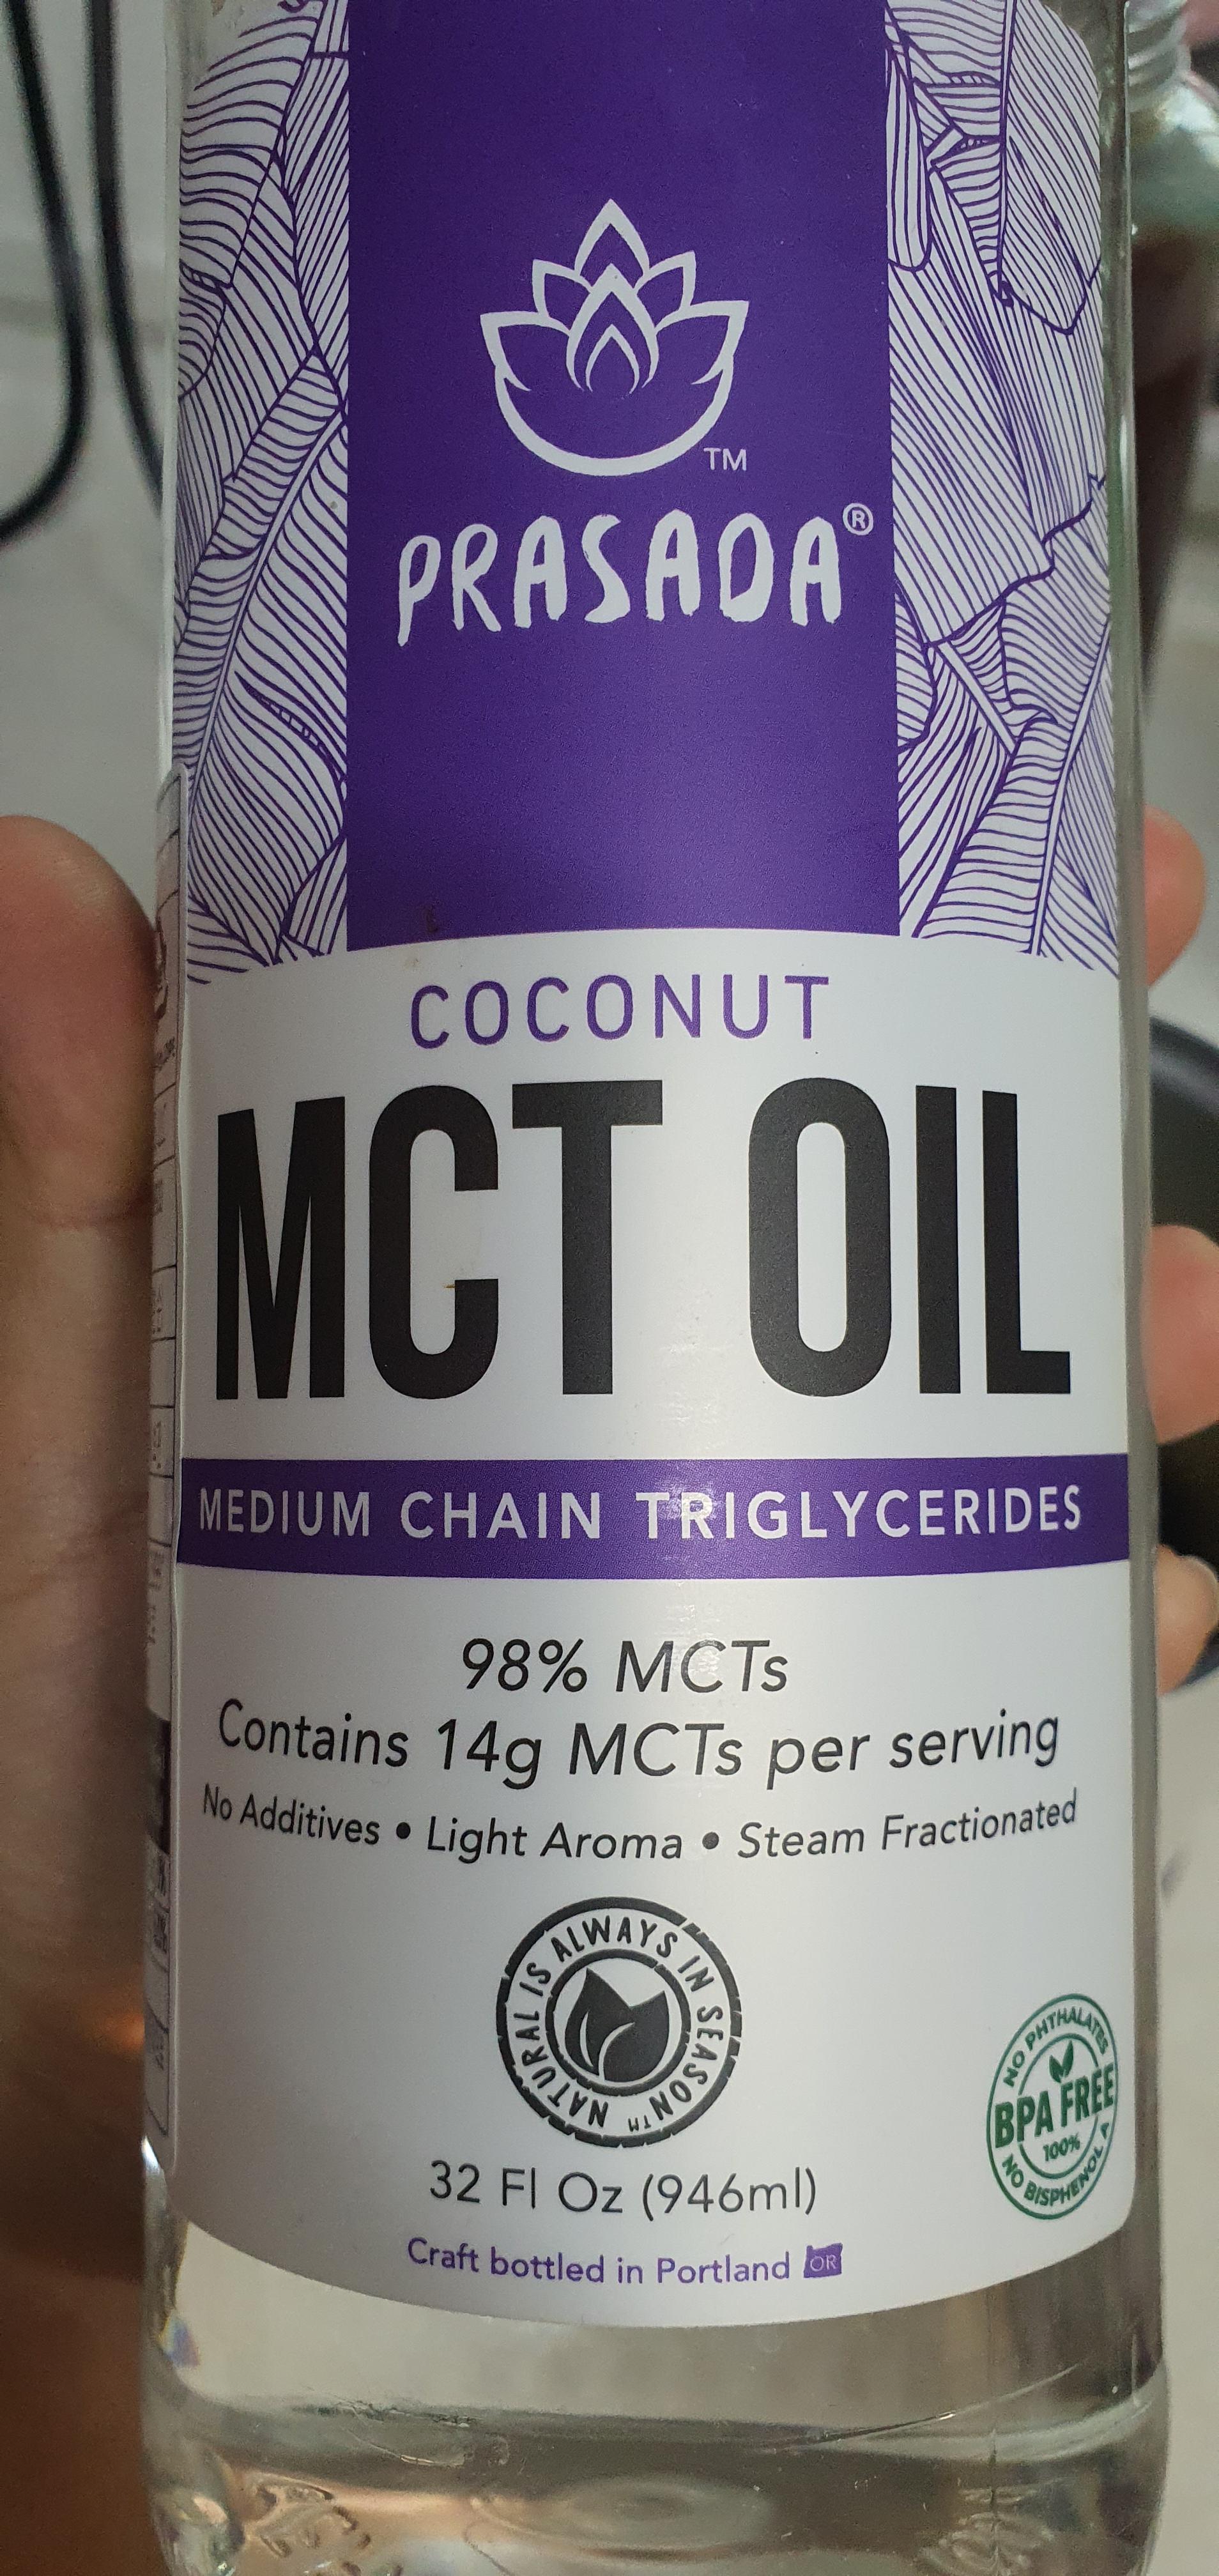 TM
PRASADA®
COCONUT
MCT OIL
MEDIUM CHAIN TRIGLYCERIDES
98% MCTs
Contains 14g MCTs per serving
No Additives • Light Aroma • Steam Fractionated
NATURAL IS ALWAYS IN SEASON™
NO PHTHALATES
BPA FREE
100%
NO BISPHENOL A
32 Fl Oz (946ml)
Craft bottled in Portland OR